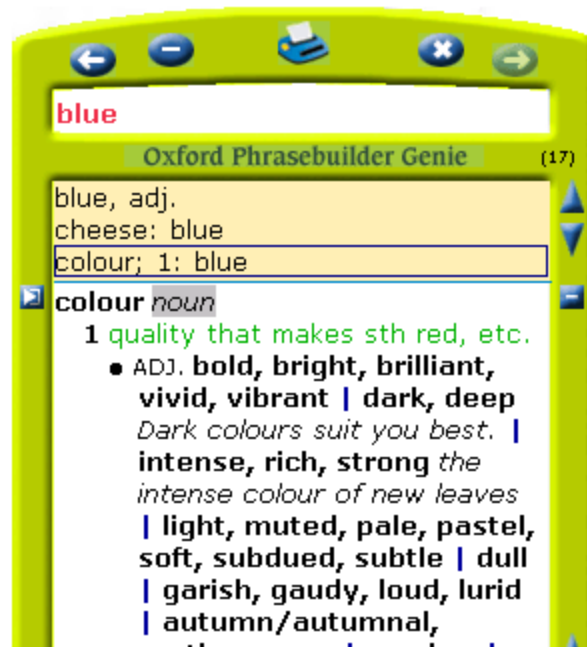 blue
Oxford Phrasebuilder Genie (17)
blue, adj.
cheese: blue
colour; 1: blue
colour noun
1 quality that makes sth red, etc.
● ADJ. bold, bright, brilliant,
vivid, vibrant | dark, deep
Dark colours suit you best. |
intense, rich, strong the
intense colour of new leaves
| light, muted, pale, pastel,
soft, subdued, subtle | dull
| garish, gaudy, loud, lurid
| autumn/autumnal,